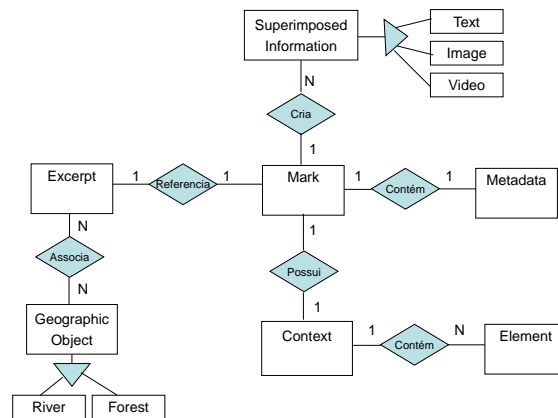 Superimposed
Information
Text
Image
Video
N
Cria
1
Excerpt
1
Referencia
1
Mark
1
Contém
1
Metadata
N
Associa
N
1
Possui
1
Geographic
Object
Context
1
Contém
N
Element
River
Forest